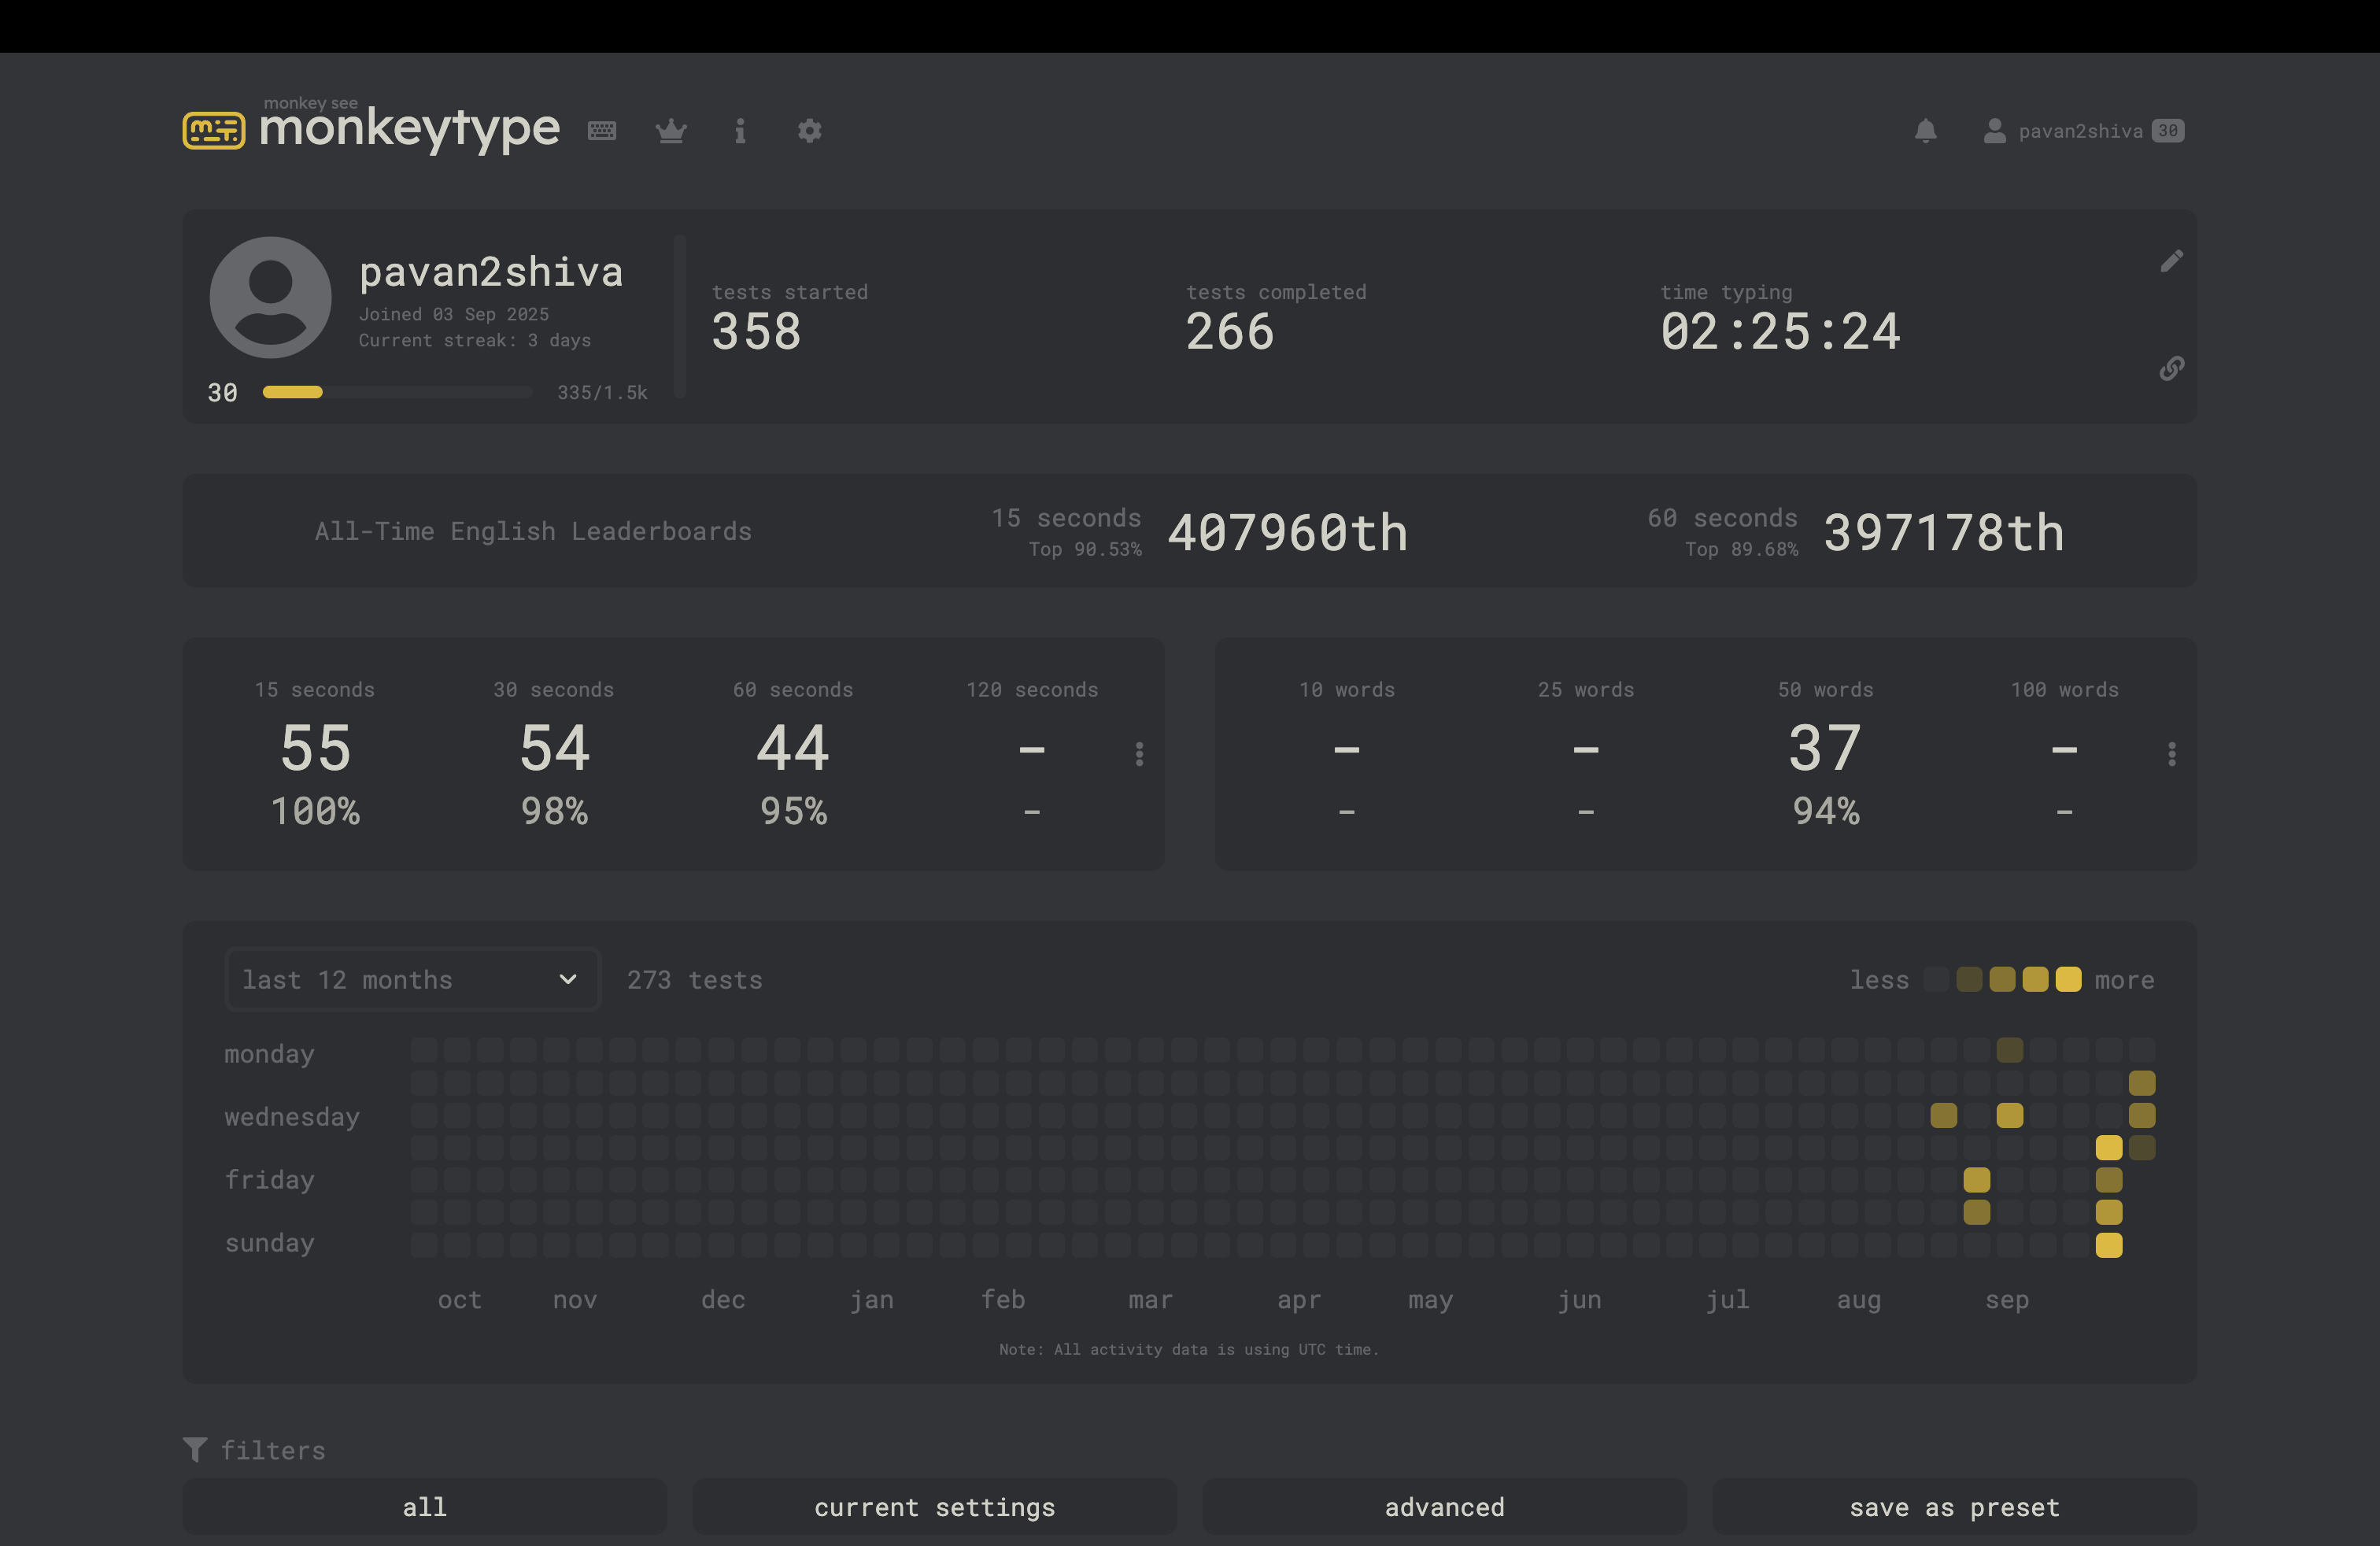 monkey see
monkeytype
pavan2shiva 30
pavan2shiva
Joined 03 Sep 2025
Current streak: 3 days
30 335/1.5k
tests started
358
tests completed
266
time typing
02:25:24
All-Time English Leaderboards
15 seconds
Top 90.53%
407960th
60 seconds
Top 89.68%
397178th
15 seconds
55
100%
30 seconds
54
98%
60 seconds
44
95%
120 seconds
-
-
10 words
-
-
25 words
-
-
50 words
37
94%
100 words
-
-
last 12 months
273 tests
less more
monday
wednesday
friday
sunday
oct nov dec jan feb mar apr may jun jul aug sep
Note: All activity data is using UTC time.
filters
all
current settings
advanced
save as preset